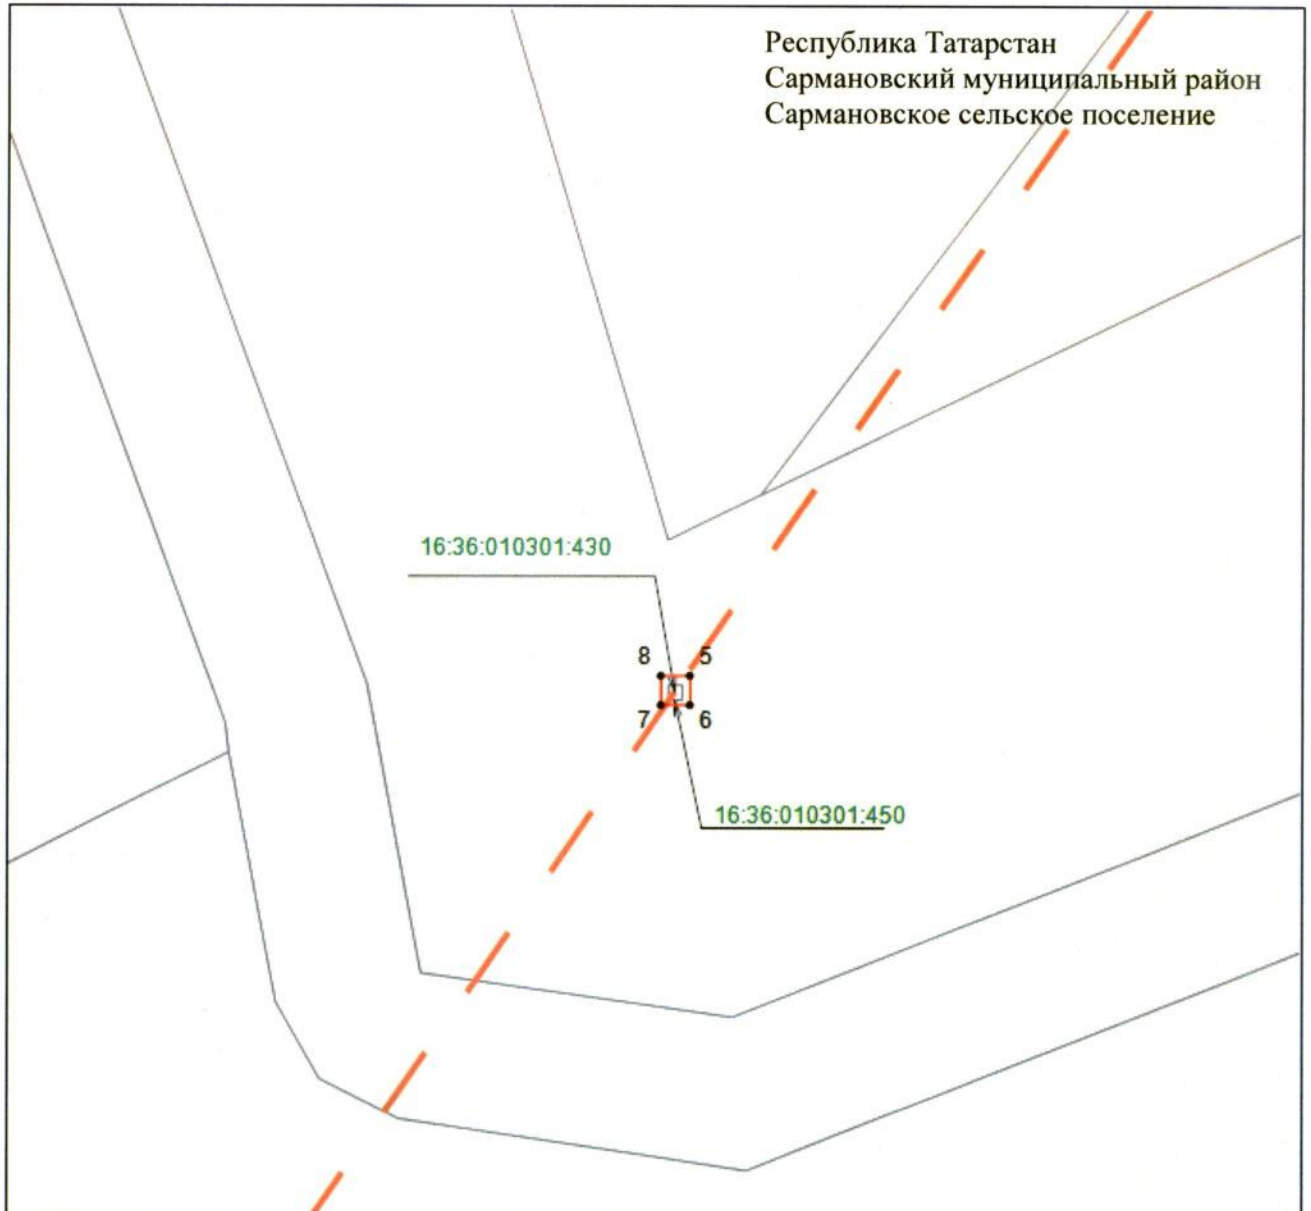 Республика Татарстан
Сармановский муниципальный район
Сармановское сельское поселение
16:36:010301:430
8 5
7 6
16:36:010301:450